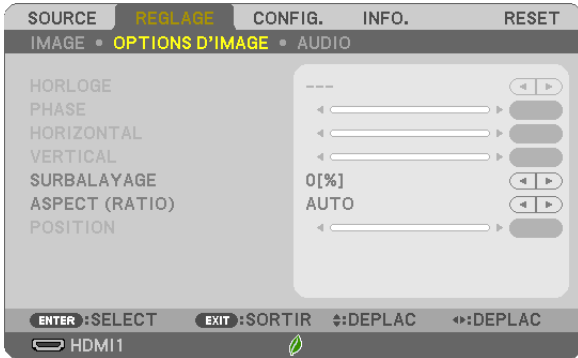 SOURCE REGLAGE CONFIG. INFO. RESET
IMAGE • OPTIONS D'IMAGE • AUDIO
HORLOGE ---
PHASE
HORIZONTAL
VERTICAL
SURBALAYAGE 0[%]
ASPECT (RATIO) AUTO
POSITION
ENTER :SELECT EXIT :SORTIR :DEPLAC :DEPLAC
HDMI1